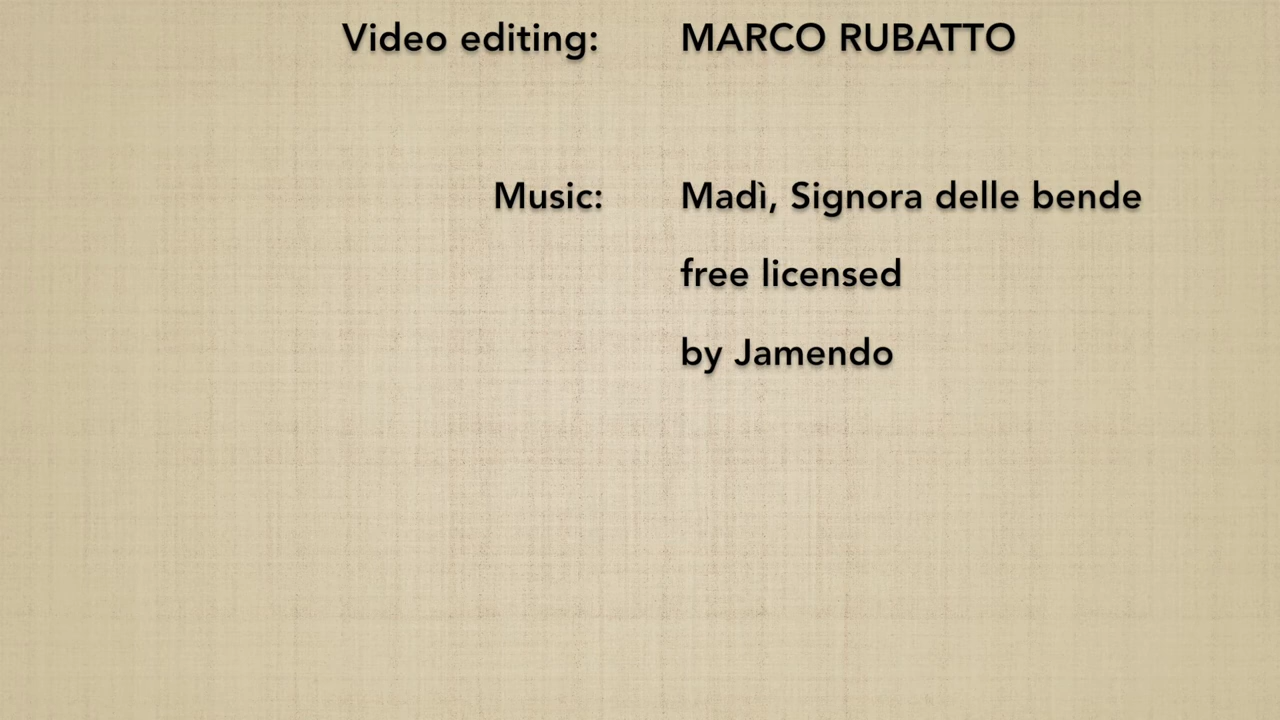 Video editing: MARCO RUBATTO
Music: Madì, Signora delle bende
free licensed
by Jamendo